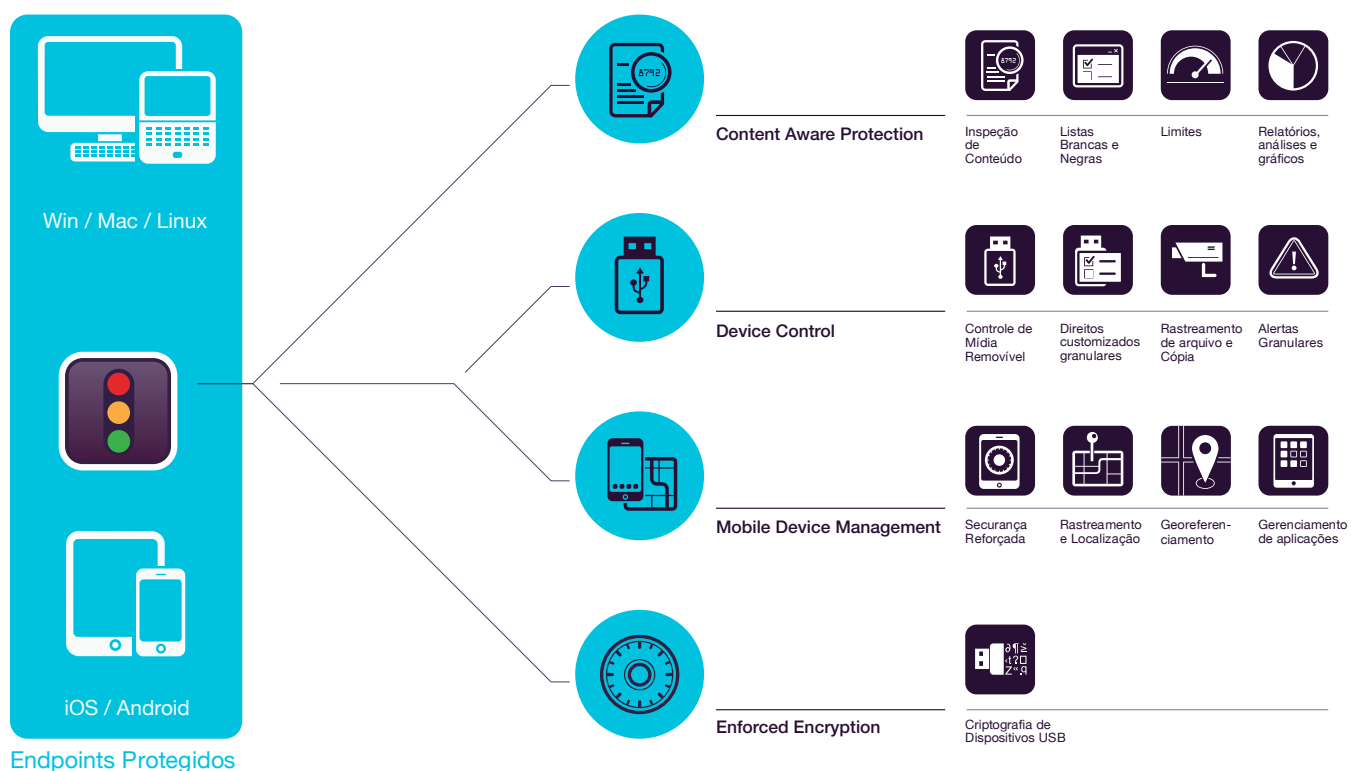 Win / Mac / Linux
iOS / Android
Endpoints Protegidos
8792
Content Aware Protection
8792
Inspeção
de
Conteúdo
Listas
Brancas e
Negras
Limites
Relatórios,
análises e
gráficos
Device Control
Controle de
Mídia
Removível
Direitos
customizados
granulares
Rastreamento
de arquivo e
Cópia
Alertas
Granulares
Mobile Device Management
Segurança
Reforçada
Rastreamento
e Localização
Georeferen-
ciamento
Gerenciamento
de aplicações
Enforced Encryption
Criptografia de
Dispositivos USB